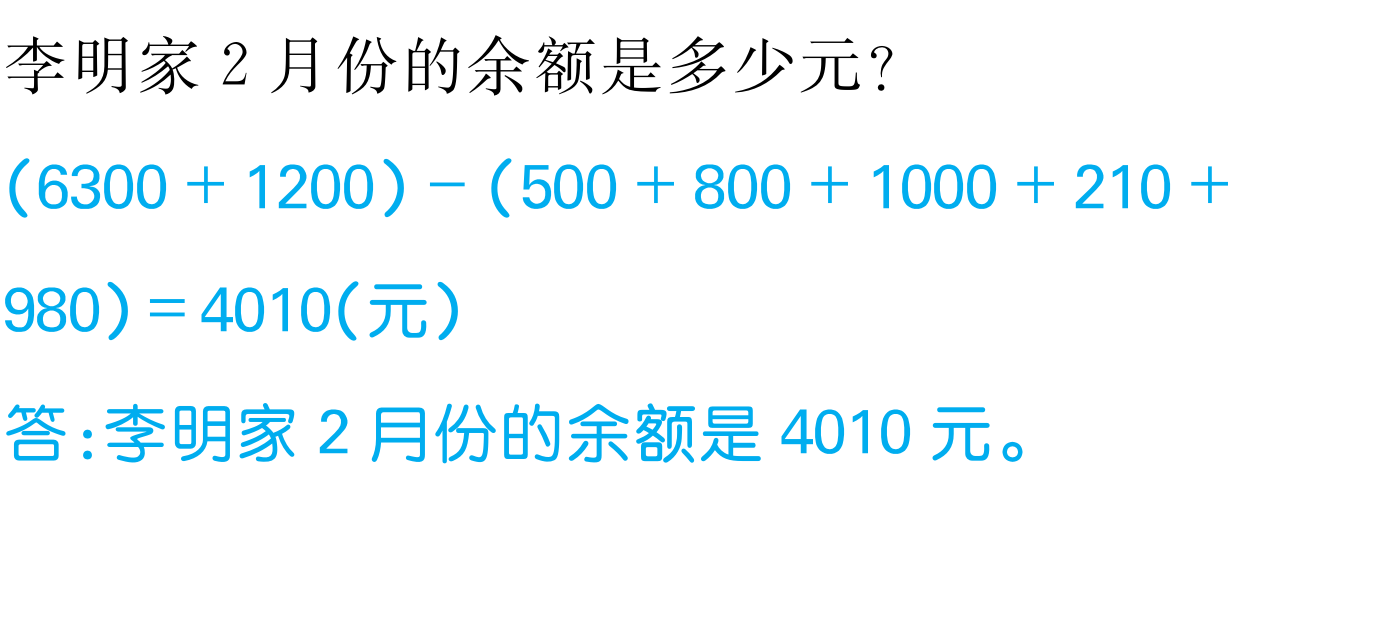 李明家 2 月份的余额是多少元?
(6300 + 1200) − (500 + 800 + 1000 + 210 +
980) = 4010(元)
答:李明家 2 月份的余额是 4010 元。